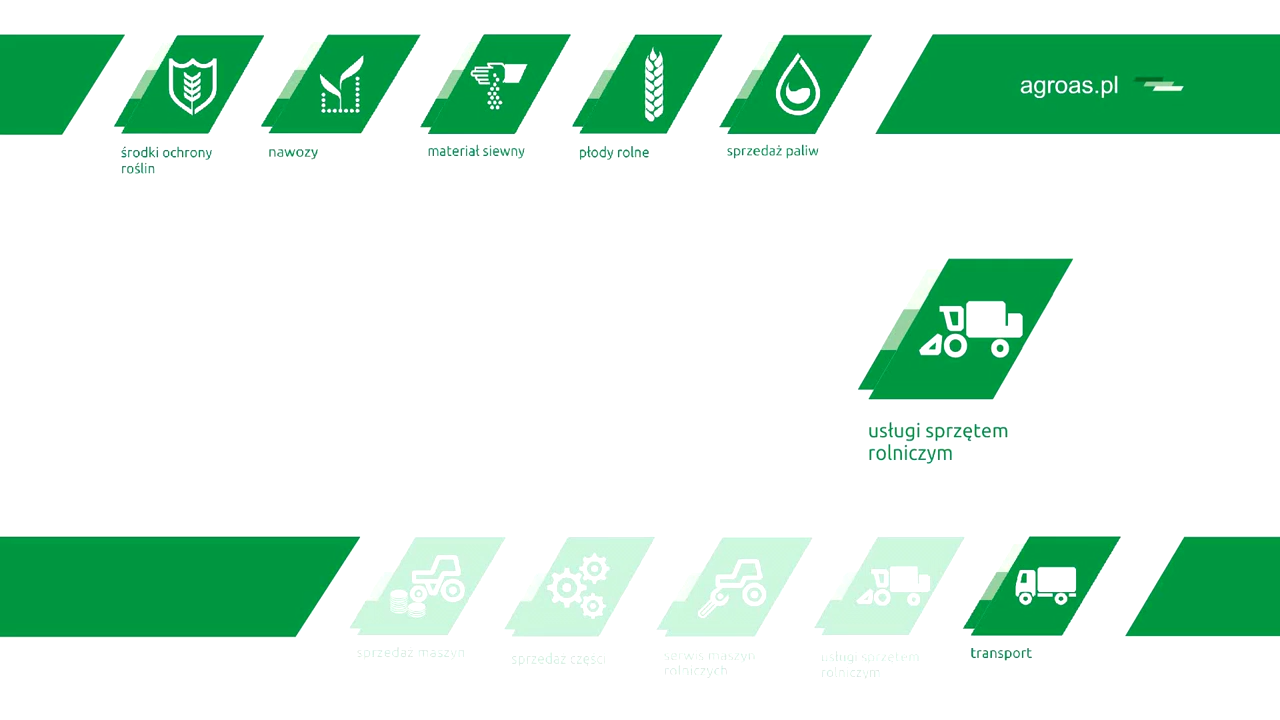 agroas.pl
środki ochrony
roślin
nawozy
materiał siewny
płody rolne
sprzedaż paliw
usługi sprzętem
rolniczym
sprzedaż maszyn
sprzedaż części
serwis maszyn
rolniczych
usługi sprzętem
rolniczym
transport